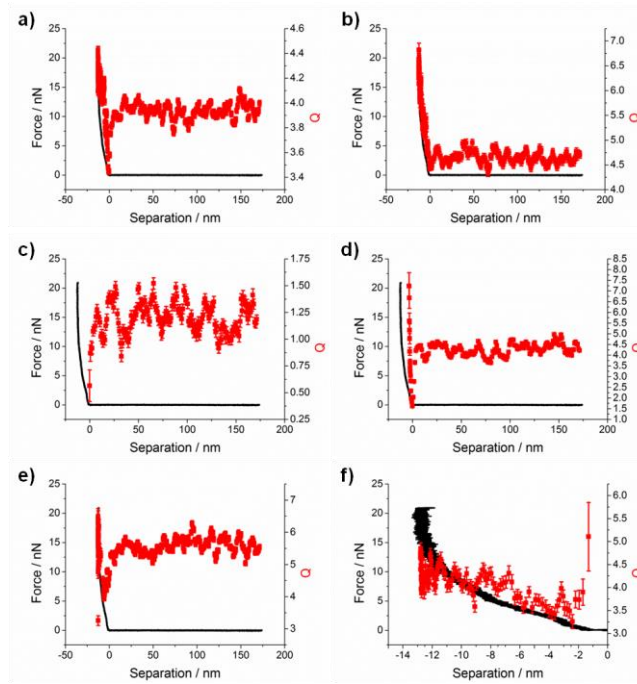 a)
25
20
15
10
5
0
Force / nN
4.6
4.4
4.2
4.0
3.8
3.6
3.4
Q
-50 0 50 100 150 200
Separation / nm
b)
25
20
15
10
5
0
Force / nN
7.0
6.5
6.0
5.5
5.0
4.5
4.0
Q
-50 0 50 100 150 200
Separation / nm
c)
25
20
15
10
5
0
Force / nN
1.75
1.50
1.25
1.00
0.75
0.50
0.25
Q
0 50 100 150 200
Separation / nm
d)
25
20
15
10
5
0
Force / nN
8.5
8.0
7.5
7.0
6.5
6.0
5.5
5.0
4.5
4.0
3.5
3.0
2.5
2.0
1.5
1.0
Q
0 50 100 150 200
Separation / nm
e)
25
20
15
10
5
0
Force / nN
7
6
5
4
3
Q
-50 0 50 100 150 200
Separation / nm
f)
25
20
15
10
5
0
Force / nN
6.0
5.5
5.0
4.5
4.0
3.5
3.0
Q
-14 -12 -10 -8 -6 -4 -2 0
Separation / nm